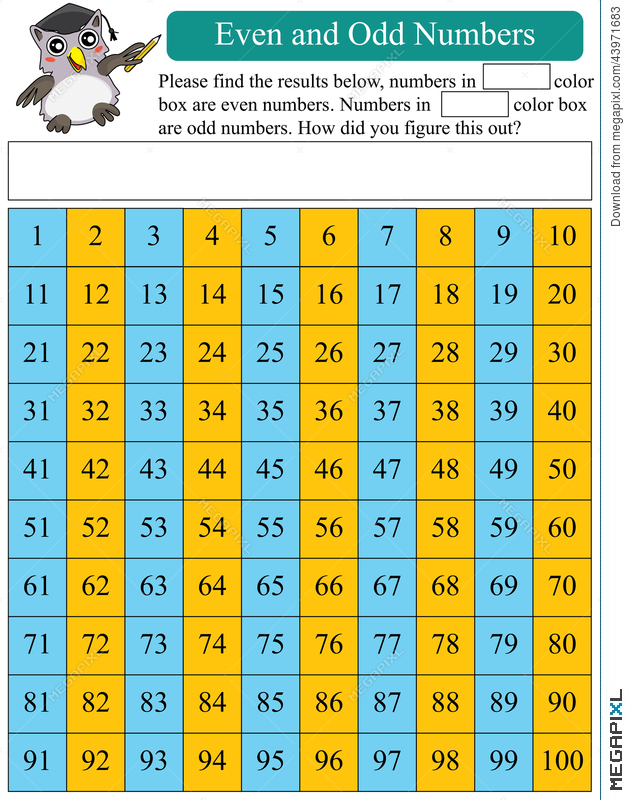 Even and Odd Numbers
Please find the results below, numbers in color
box are even numbers. Numbers in color box
are odd numbers. How did you figure this out?
1 2 3 4 5 6 7 8 9 10
11 12 13 14 15 16 17 18 19 20
21 22 23 24 25 26 27 28 29 30
31 32 33 34 35 36 37 38 39 40
41 42 43 44 45 46 47 48 49 50
51 52 53 54 55 56 57 58 59 60
61 62 63 64 65 66 67 68 69 70
71 72 73 74 75 76 77 78 79 80
81 82 83 84 85 86 87 88 89 90
91 92 93 94 95 96 97 98 99 100
Download from megapixl.com/43971683
MEGAPIXL